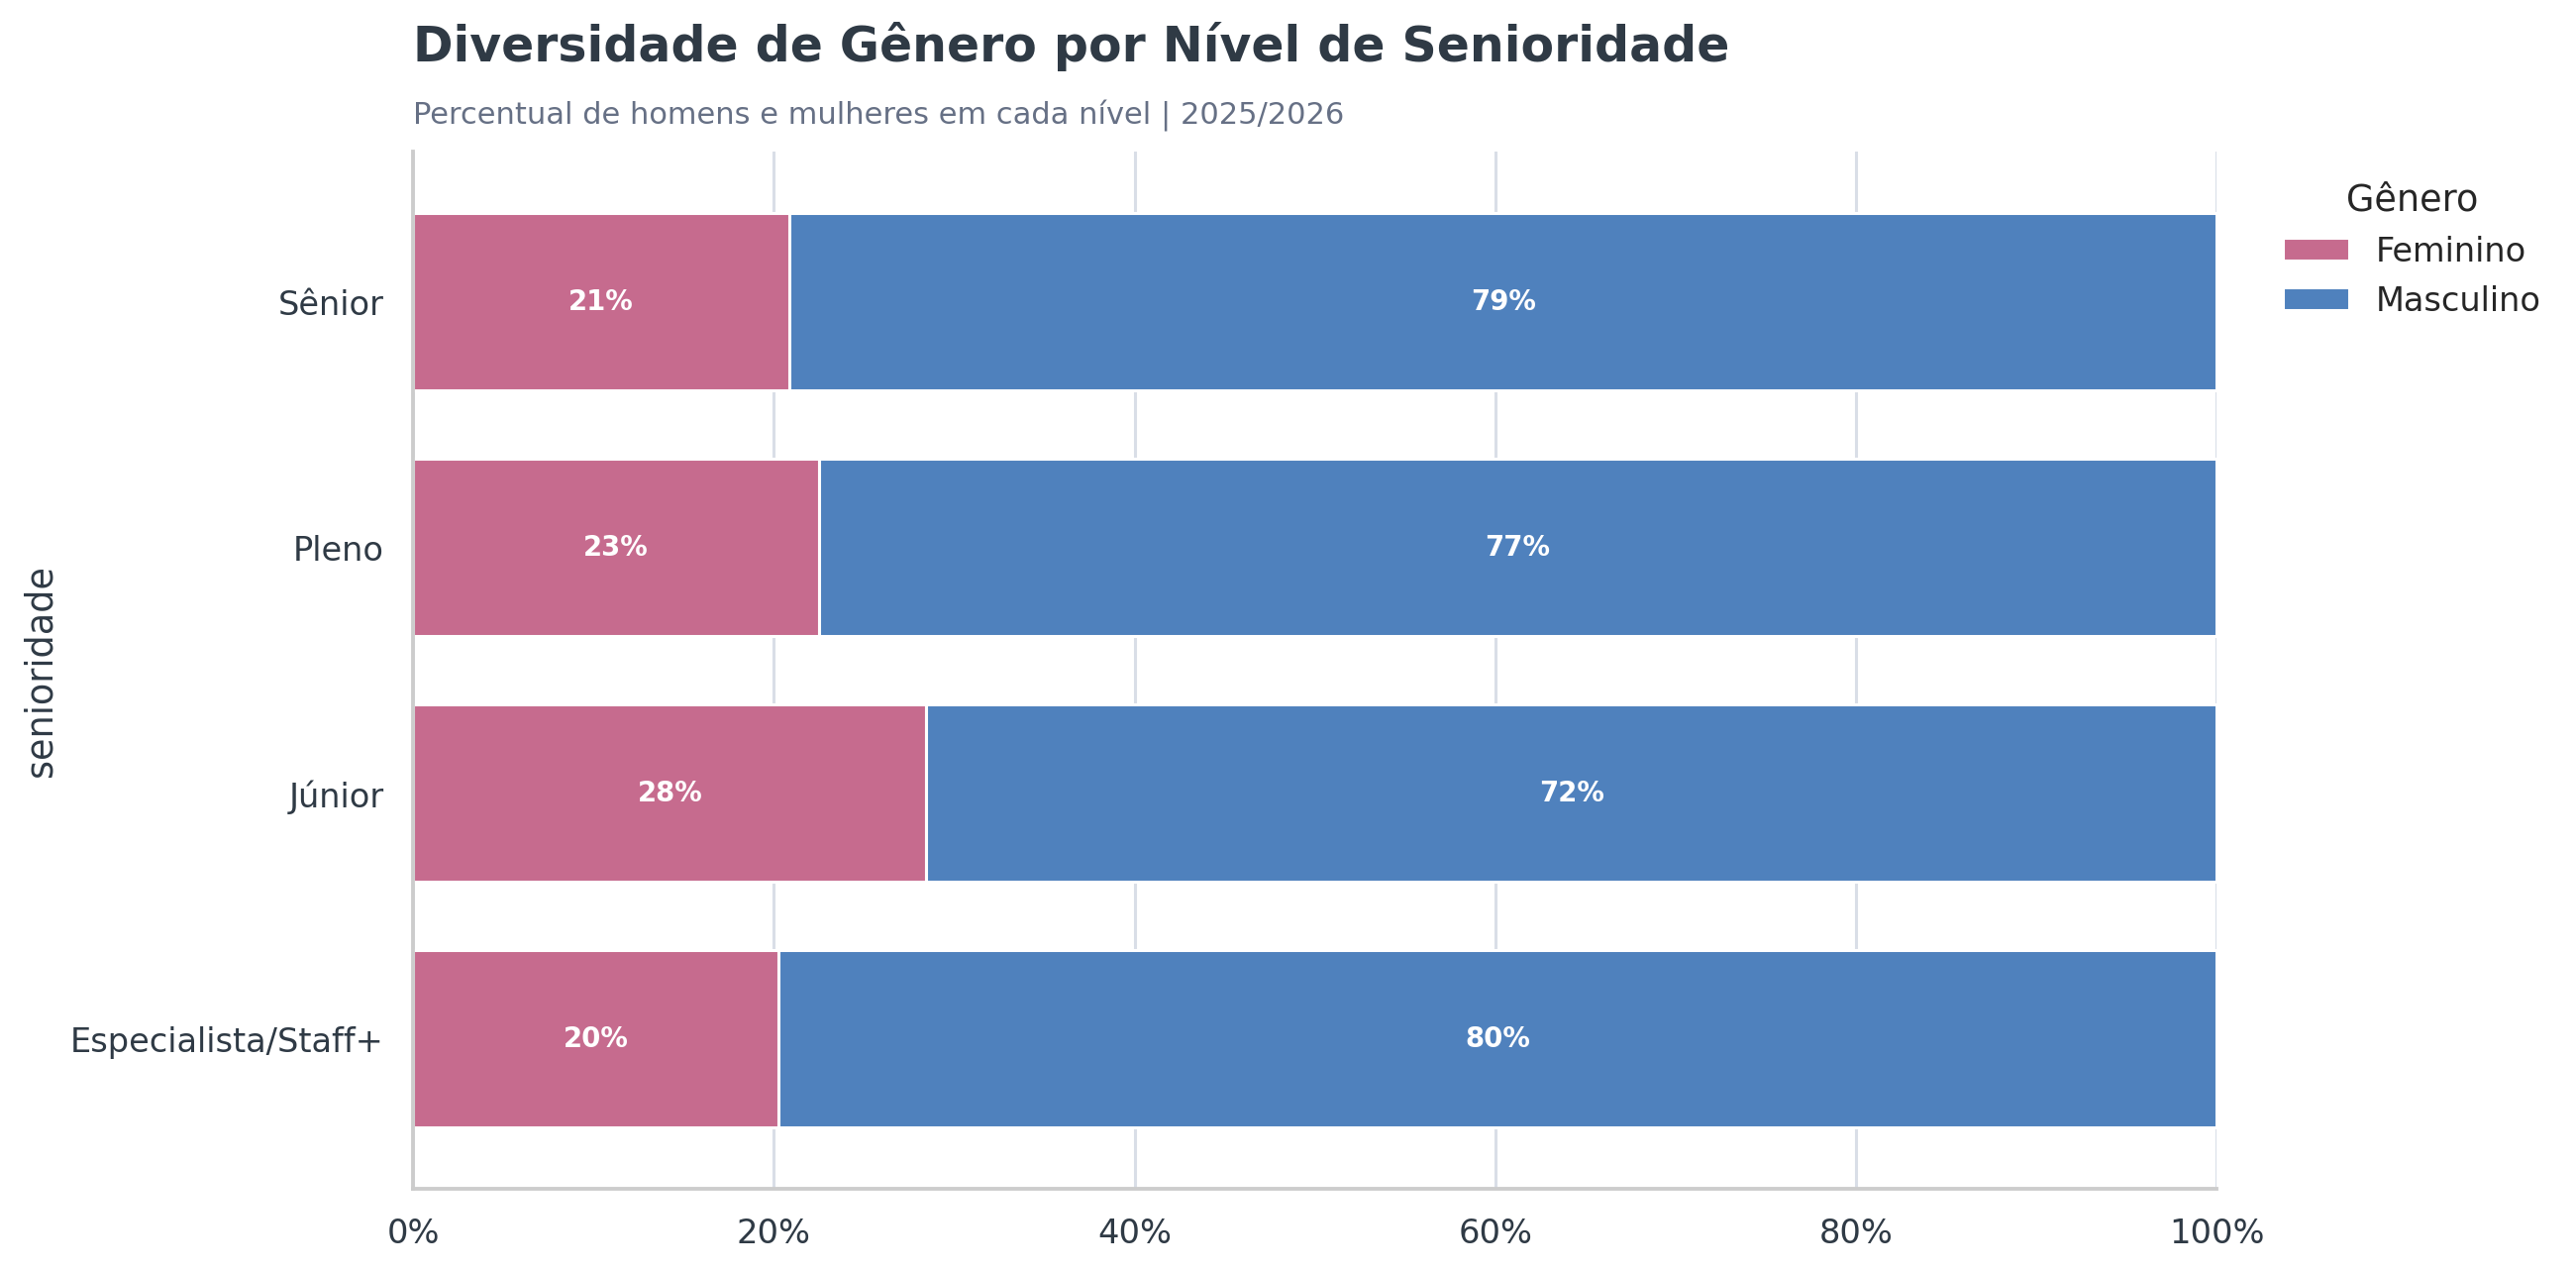 Diversidade de Gênero por Nível de Senioridade
Percentual de homens e mulheres em cada nível | 2025/2026
Gênero
Feminino
Masculino
senioridade
Sênior
21%
79%
Pleno
23%
77%
Júnior
28%
72%
Especialista/Staff+
20%
80%
0%
20%
40%
60%
80%
100%